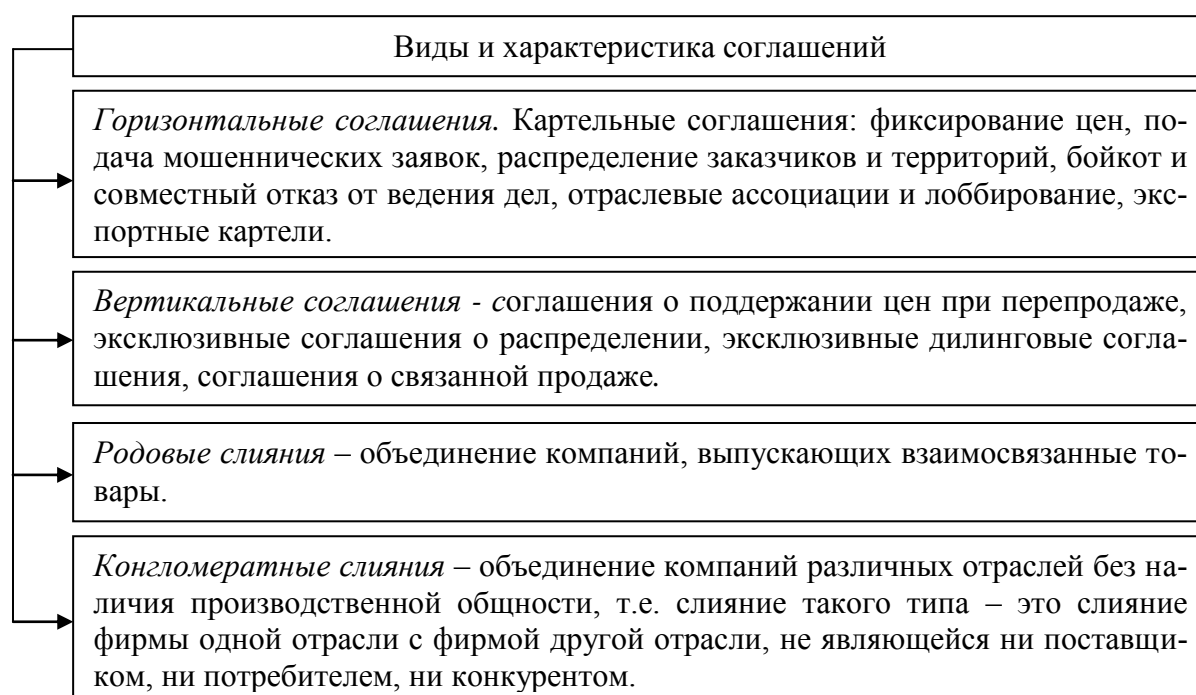 Виды и характеристика соглашений
Горизонтальные соглашения. Картельные соглашения: фиксирование цен, по-
дача мошеннических заявок, распределение заказчиков и территорий, бойкот и
совместный отказ от ведения дел, отраслевые ассоциации и лоббирование, экс-
портные картели.
Вертикальные соглашения - соглашения о поддержании цен при перепродаже,
эксклюзивные соглашения о распределении, эксклюзивные дилинговые согла-
шения, соглашения о связанной продаже.
Родовые слияния – объединение компаний, выпускающих взаимосвязанные то-
вары.
Конгломератные слияния – объединение компаний различных отраслей без на-
личия производственной общности, т.е. слияние такого типа – это слияние
фирмы одной отрасли с фирмой другой отрасли, не являющейся ни поставщи-
ком, ни потребителем, ни конкурентом.